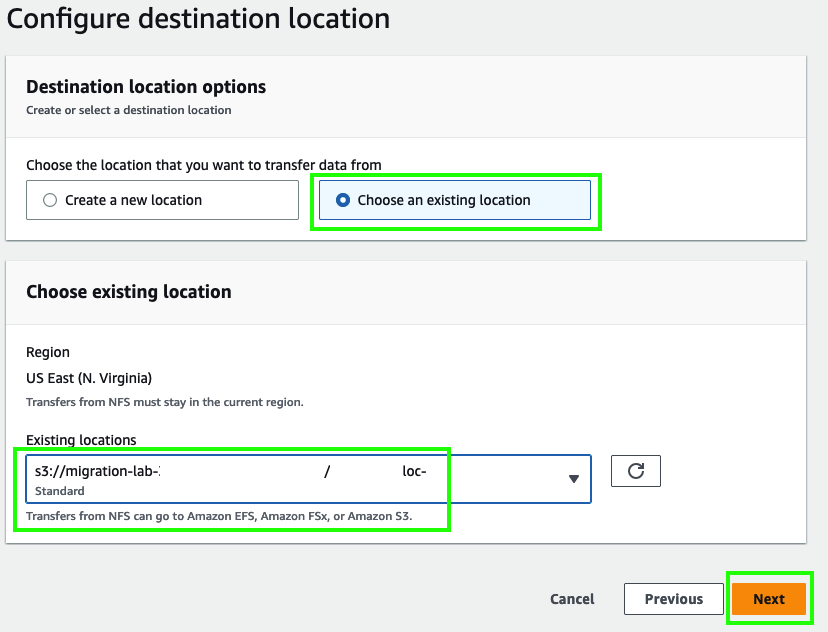 Configure destination location
Destination location options
Create or select a destination location
Choose the location that you want to transfer data from
Create a new location
Choose an existing location
Choose existing location
Region
US East (N. Virginia)
Transfers from NFS must stay in the current region.
Existing locations
s3://migration-lab- / loc-
Standard
Transfers from NFS can go to Amazon EFS, Amazon FSx, or Amazon S3.
Cancel
Previous
Next